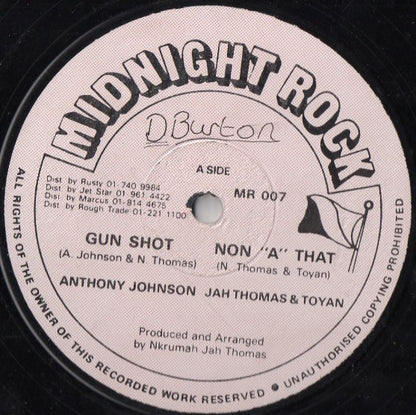 MIDNIGHT ROCK
D Burton
A SIDE
MR 007
Dist by Rusty 01-740 9984
Dist by Jet Star 01 961 4422
Dist by Marcus 01-814 4675
Dist by Rough Trade 01-221 1100
GUN SHOT
(A. Johnson & N Thomas)
NON "A" THAT
(N Thomas & Toyan)
ANTHONY JOHNSON
JAH THOMAS & TOYAN
Produced and Arranged
by Nkrumah Jah Thomas
ALL RIGHTS OF THE OWNER OF THIS RECORDED WORK RESERVED ● UNAUTHORISED COPYING PROHIBITED